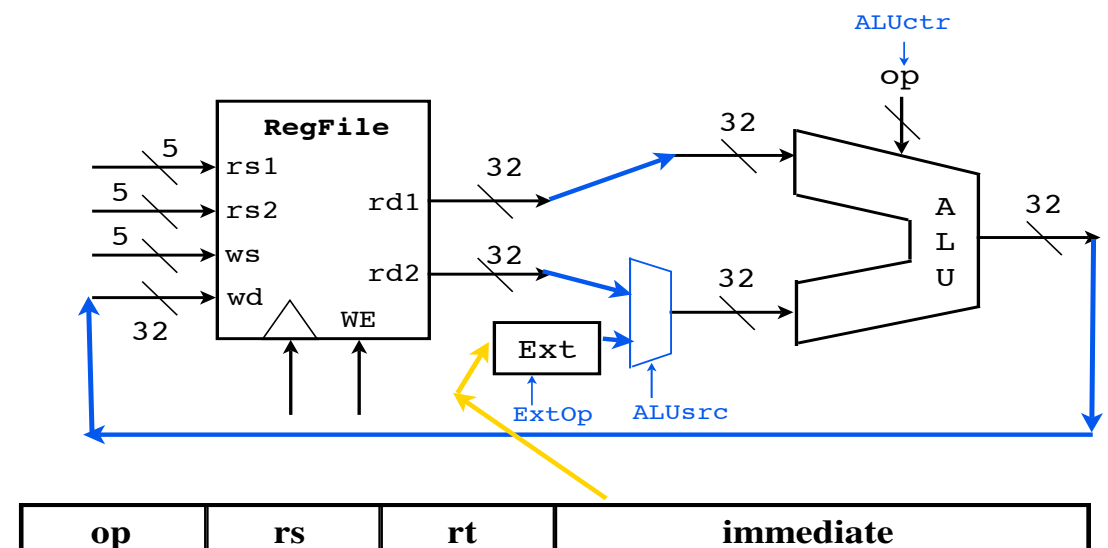 ALUctr
op
RegFile
32
5
rs1
32
5
rs2
rd1
A
32
5
ws
L
32
rd2
U
32
wd
32
WE
Ext
ExtOp
ALUsrc
op rs rt immediate